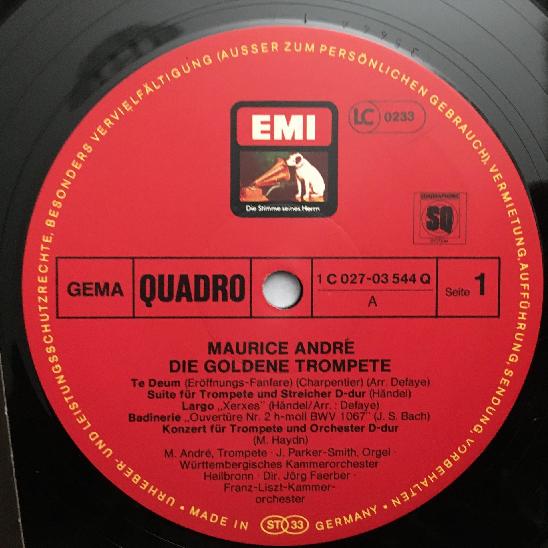 URHEBER- UND LEISTUNGSSCHUTZRECHTE, BESONDERS VERVIELFÄLTIGUNG (AUSSER ZUM PERSÖNLICHEN GEBRAUCH), VERMIETUNG, AUFFÜHRUNG, SENDUNG, VORBEHALTEN
EMI
Die Stimme seines Herrn
LC 0233
QUADRAPHONIC
SQ
GEMA
QUADRO
1 C 027-03 544 Q
A
Seite 1
MAURICE ANDRÉ
DIE GOLDENE TROMPETE
Te Deum (Eröffnungs-Fanfare) (Charpentier) (Arr. Defaye)
Suite für Trompete und Streicher D-dur (Händel)
Largo „Xerxes" (Händel/Arr.: Defaye)
Badinerie „Ouvertüre Nr. 2 h-moll BWV 1067" (J. S. Bach)
Konzert für Trompete und Orchester D-dur
(M. Haydn)
M. André, Trompete · J. Parker-Smith, Orgel
Württembergisches Kammerorchester
Heilbronn · Dir. Jörg Faerber ·
Franz-Liszt-Kammer-
orchester
• MADE IN ST 33 GERMANY •